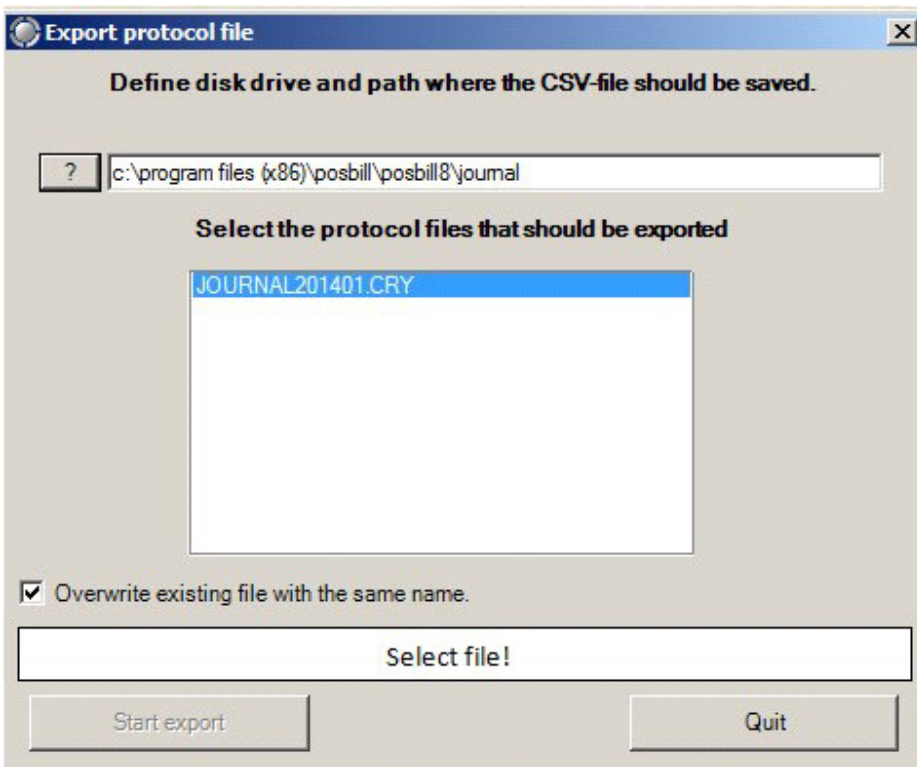 Export protocol file
Define disk drive and path where the CSV-file should be saved.
?
c:\program files (x86)\posbill\posbill8\journal
Select the protocol files that should be exported
JOURNAL201401.CRY
Overwrite existing file with the same name.
Select file!
Start export
Quit